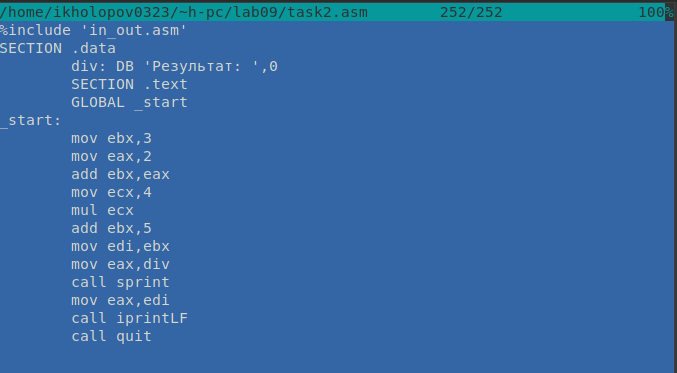 /home/ikholopov0323/~h-pc/lab09/task2.asm 252/252 100%
%include 'in_out.asm'
SECTION .data
div: DB 'Результат: ',0
SECTION .text
GLOBAL _start
_start:
mov ebx,3
mov eax,2
add ebx,eax
mov ecx,4
mul ecx
add ebx,5
mov edi,ebx
mov eax,div
call sprint
mov eax,edi
call iprintLF
call quit